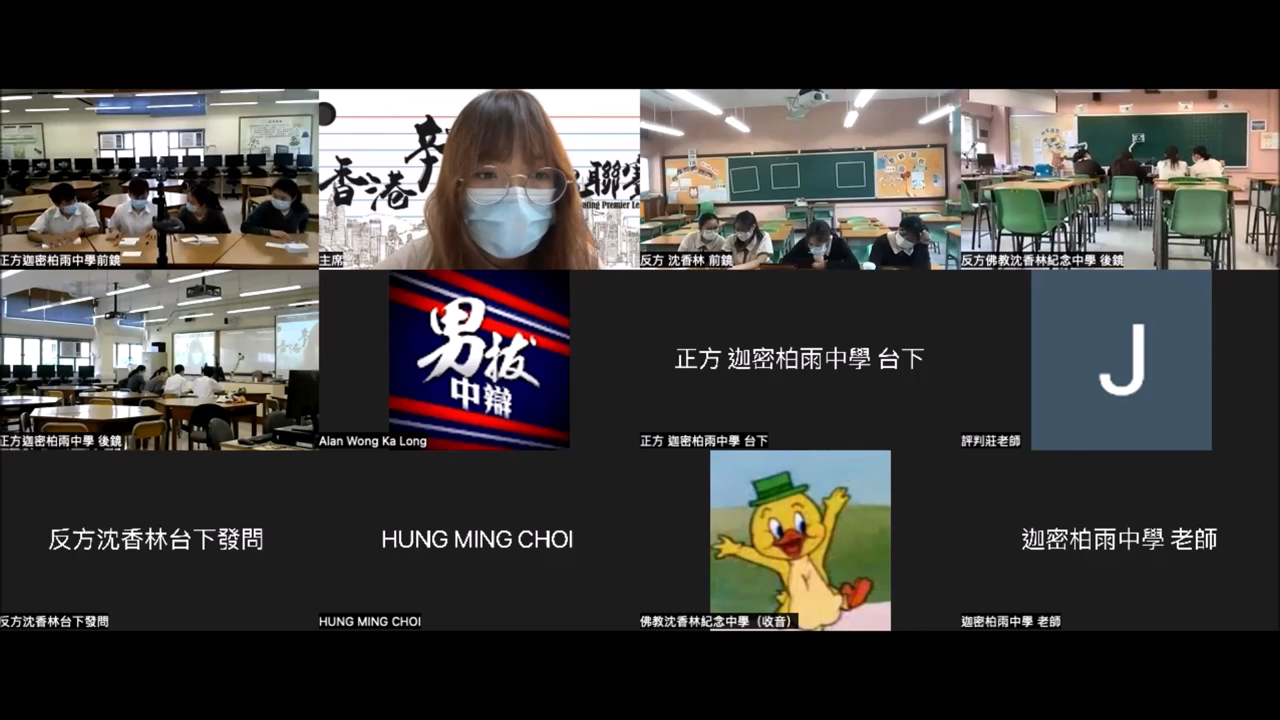 香港
聯賽
ating Premier Le
正方迦密柏雨中學前鏡
主席
反方 沈香林 前鏡
反方佛教沈香林紀念中學 後鏡
男拔
中辯
正方 迦密柏雨中學 台下
J
正方迦密柏雨中學 後鏡
Alan Wong Ka Long
正方 迦密柏雨中學 台下
評判莊老師
反方沈香林台下發問
HUNG MING CHOI
迦密柏雨中學 老師
反方沈香林台下發問
HUNG MING CHOI
佛教沈香林紀念中學（收音）
迦密柏雨中學 老師